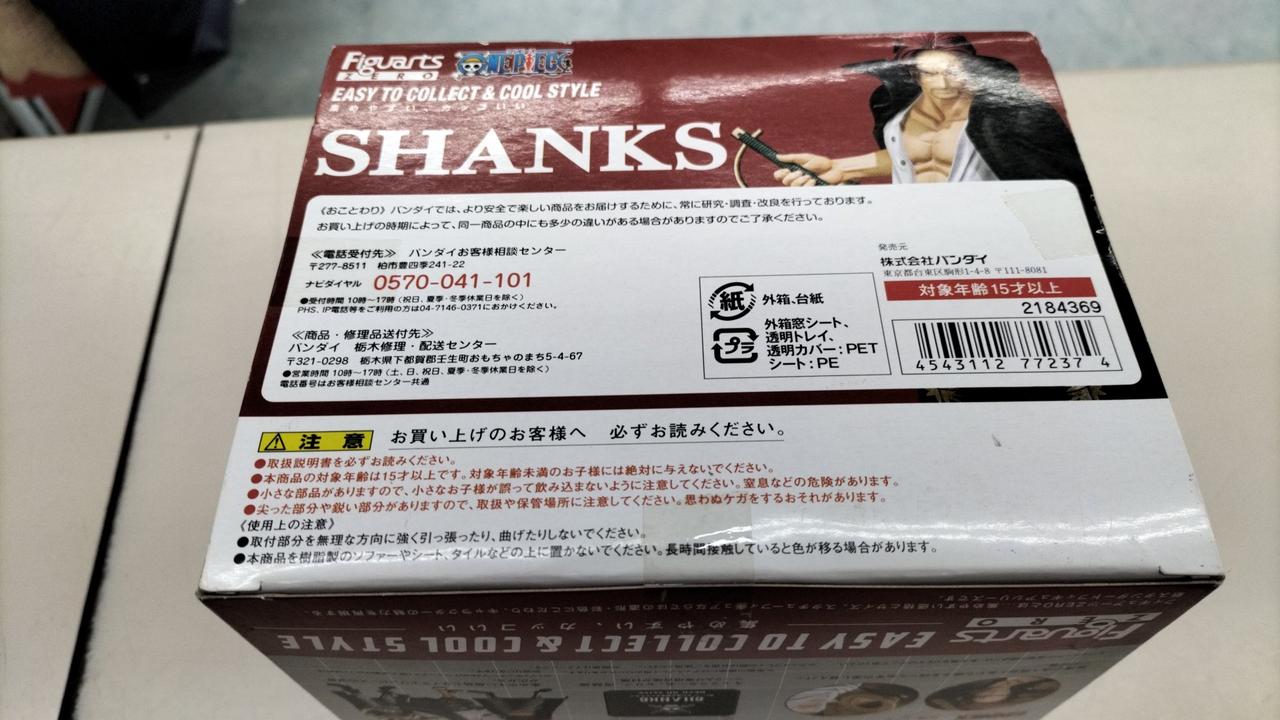 Figuarts
ZERO
ONE PIECE
EASY TO COLLECT & COOL STYLE
集めやすい、カッコいい
SHANKS
《おことわり》バンダイでは、より安全で楽しい商品をお届けするために、常に研究・調査・改良を行っております。
お買い上げの時期によって、同一商品の中にも多少の違いがある場合がありますのでご了承ください。
≪電話受付先≫ バンダイお客様相談センター
〒277-8511 柏市豊四季241-22
ナビダイヤル 0570-041-101
●受付時間 10時〜17時(祝日、夏季・冬季休業日を除く)
PHS、IP電話等をご利用の方は04-7146-0371におかけください。
≪商品・修理品送付先≫
バンダイ 栃木修理・配送センター
〒321-0298 栃木県下都賀郡壬生町おもちゃのまち5-4-67
●営業時間 10時〜17時(土、日、祝日、夏季・冬季休業日を除く)
電話番号はお客様相談センター共通
紙
外箱、台紙
プラ
外箱窓シート、
透明トレイ、
透明カバー:PET
シート:PE
発売元
株式会社バンダイ
東京都台東区駒形1-4-8 〒111-8081
対象年齢15才以上
2184369
4543112 77237 4
注意 お買い上げのお客様へ 必ずお読みください。
●取扱説明書を必ずお読みください。
●本商品の対象年齢は15才以上です。対象年齢未満のお子様には絶対に与えないでください。
●小さな部品がありますので、小さなお子様が誤って飲み込まないように注意してください。窒息などの危険があります。
●尖った部分や鋭い部分がありますので、取扱や保管場所に注意してください。思わぬケガをするおそれがあります。
《使用上の注意》
●取付部分を無理な方向に強く引っ張ったり、曲げたりしないでください。
●本商品を樹脂製のソファーやシート、タイルなどの上に置かないでください。長時間接触していると色が移る場合があります。
Figuarts
ZERO
EASY TO COLLECT & COOL STYLE
集めやすい、カッコいい
SHANKS